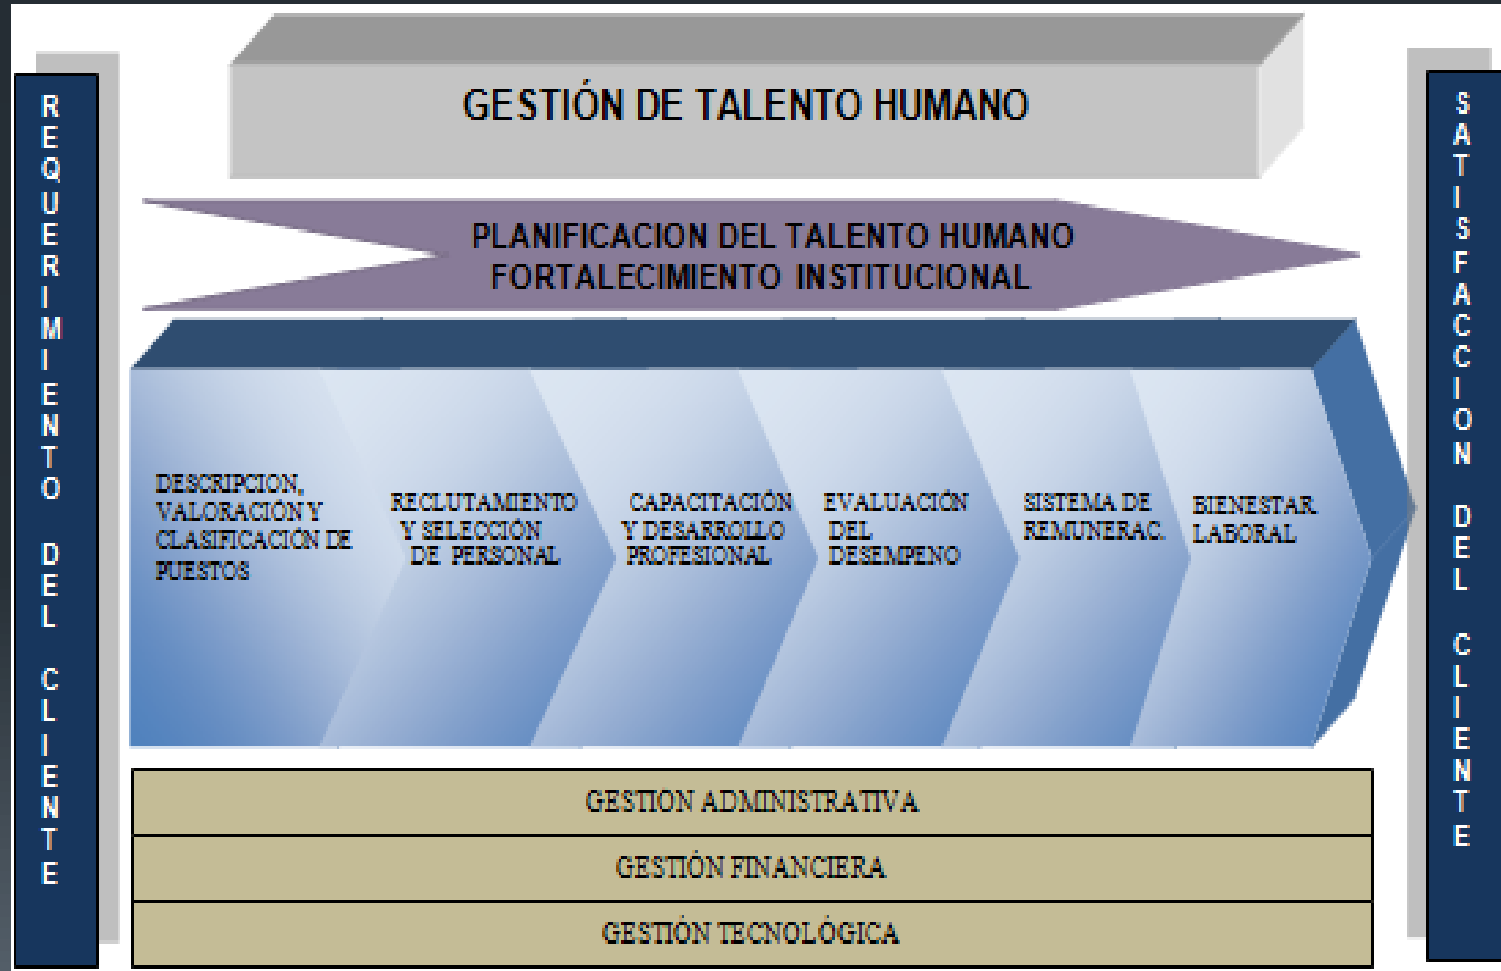 GESTIÓN DE TALENTO HUMANO
REQUERIMIENTO DEL CLIENTE
PLANIFICACION DEL TALENTO HUMANO
FORTALECIMIENTO INSTITUCIONAL
DESCRIPCION,
VALORACIÓN Y
CLASIFICACIÓN DE
PUESTOS
RECLUTAMIENTO
Y SELECCIÓN
DE PERSONAL
CAPACITACIÓN
Y DESARROLLO
PROFESIONAL
EVALUACIÓN
DEL
DESEMPENO
SISTEMA DE
REMUNERAC.
BIENESTAR
LABORAL
GESTION ADMINISTRATIVA
GESTIÓN FINANCIERA
GESTIÓN TECNOLÓGICA
SATISFACCION DEL CLIENTE